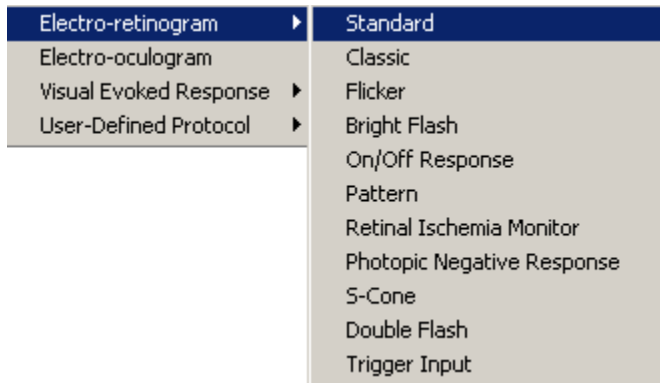 Electro-retinogram
Electro-oculogram
Visual Evoked Response
User-Defined Protocol
Standard
Classic
Flicker
Bright Flash
On/Off Response
Pattern
Retinal Ischemia Monitor
Photopic Negative Response
S-Cone
Double Flash
Trigger Input